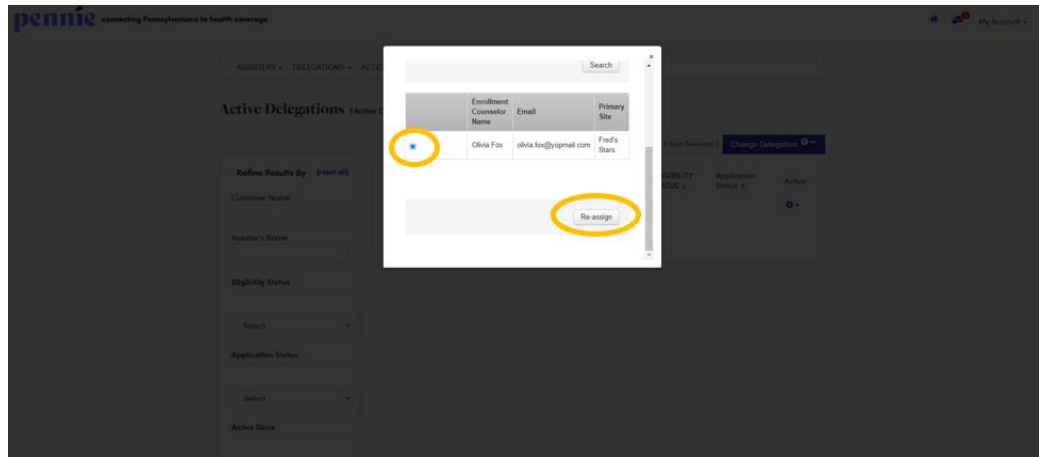 pennie connecting Pennsylvanians to health coverage
My Account
ASSISTERS DELEGATIONS ACCO
Search
Active Delegations 1 Active D
Enrollment Counselor Name Email Primary Site
Olivia Fox olivia.fox@yopmail.com Fred's Stars
Change Delegation
Refine Results By (reset all)
Application Status Action
Customer Name
Re-assign
Assister's Name
Eligibility Status
Select
Application Status
Select
Active Since